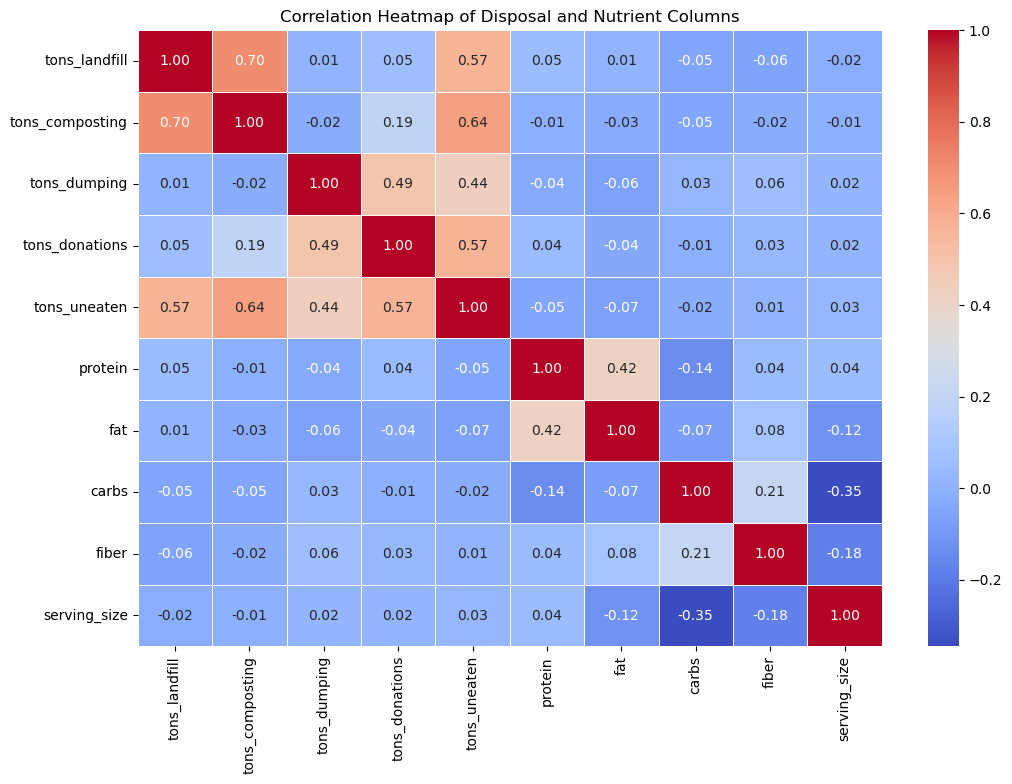 Correlation Heatmap of Disposal and Nutrient Columns
tons_landfill 1.00 0.70 0.01 0.05 0.57 0.05 0.01 -0.05 -0.06 -0.02
tons_composting 0.70 1.00 -0.02 0.19 0.64 -0.01 -0.03 -0.05 -0.02 -0.01
tons_dumping 0.01 -0.02 1.00 0.49 0.44 -0.04 -0.06 0.03 0.06 0.02
tons_donations 0.05 0.19 0.49 1.00 0.57 0.04 -0.04 -0.01 0.03 0.02
tons_uneaten 0.57 0.64 0.44 0.57 1.00 -0.05 -0.07 -0.02 0.01 0.03
protein 0.05 -0.01 -0.04 0.04 -0.05 1.00 0.42 -0.14 0.04 0.04
fat 0.01 -0.03 -0.06 -0.04 -0.07 0.42 1.00 -0.07 0.08 -0.12
carbs -0.05 -0.05 0.03 -0.01 -0.02 -0.14 -0.07 1.00 0.21 -0.35
fiber -0.06 -0.02 0.06 0.03 0.01 0.04 0.08 0.21 1.00 -0.18
serving_size -0.02 -0.01 0.02 0.02 0.03 0.04 -0.12 -0.35 -0.18 1.00
tons_landfill
tons_composting
tons_dumping
tons_donations
tons_uneaten
protein
fat
carbs
fiber
serving_size
1.0
0.8
0.6
0.4
0.2
0.0
−0.2